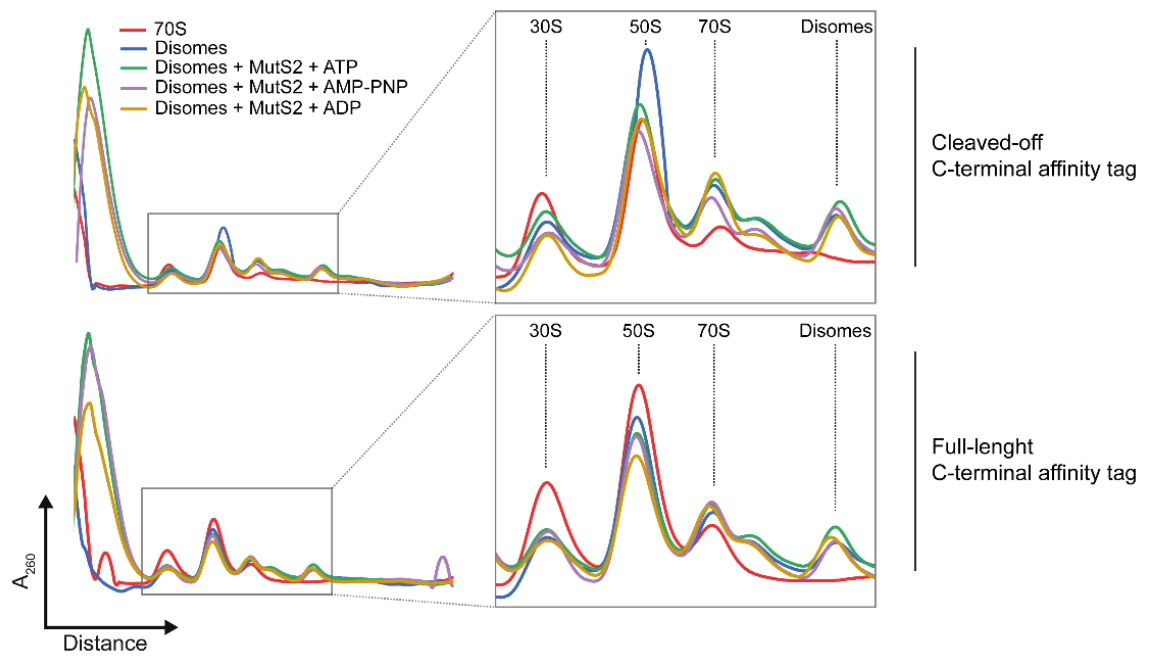 70S
Disomes
Disomes + MutS2 + ATP
Disomes + MutS2 + AMP-PNP
Disomes + MutS2 + ADP
30S 50S 70S Disomes
Cleaved-off
C-terminal affinity tag
30S 50S 70S Disomes
Full-lenght
C-terminal affinity tag
A260
Distance